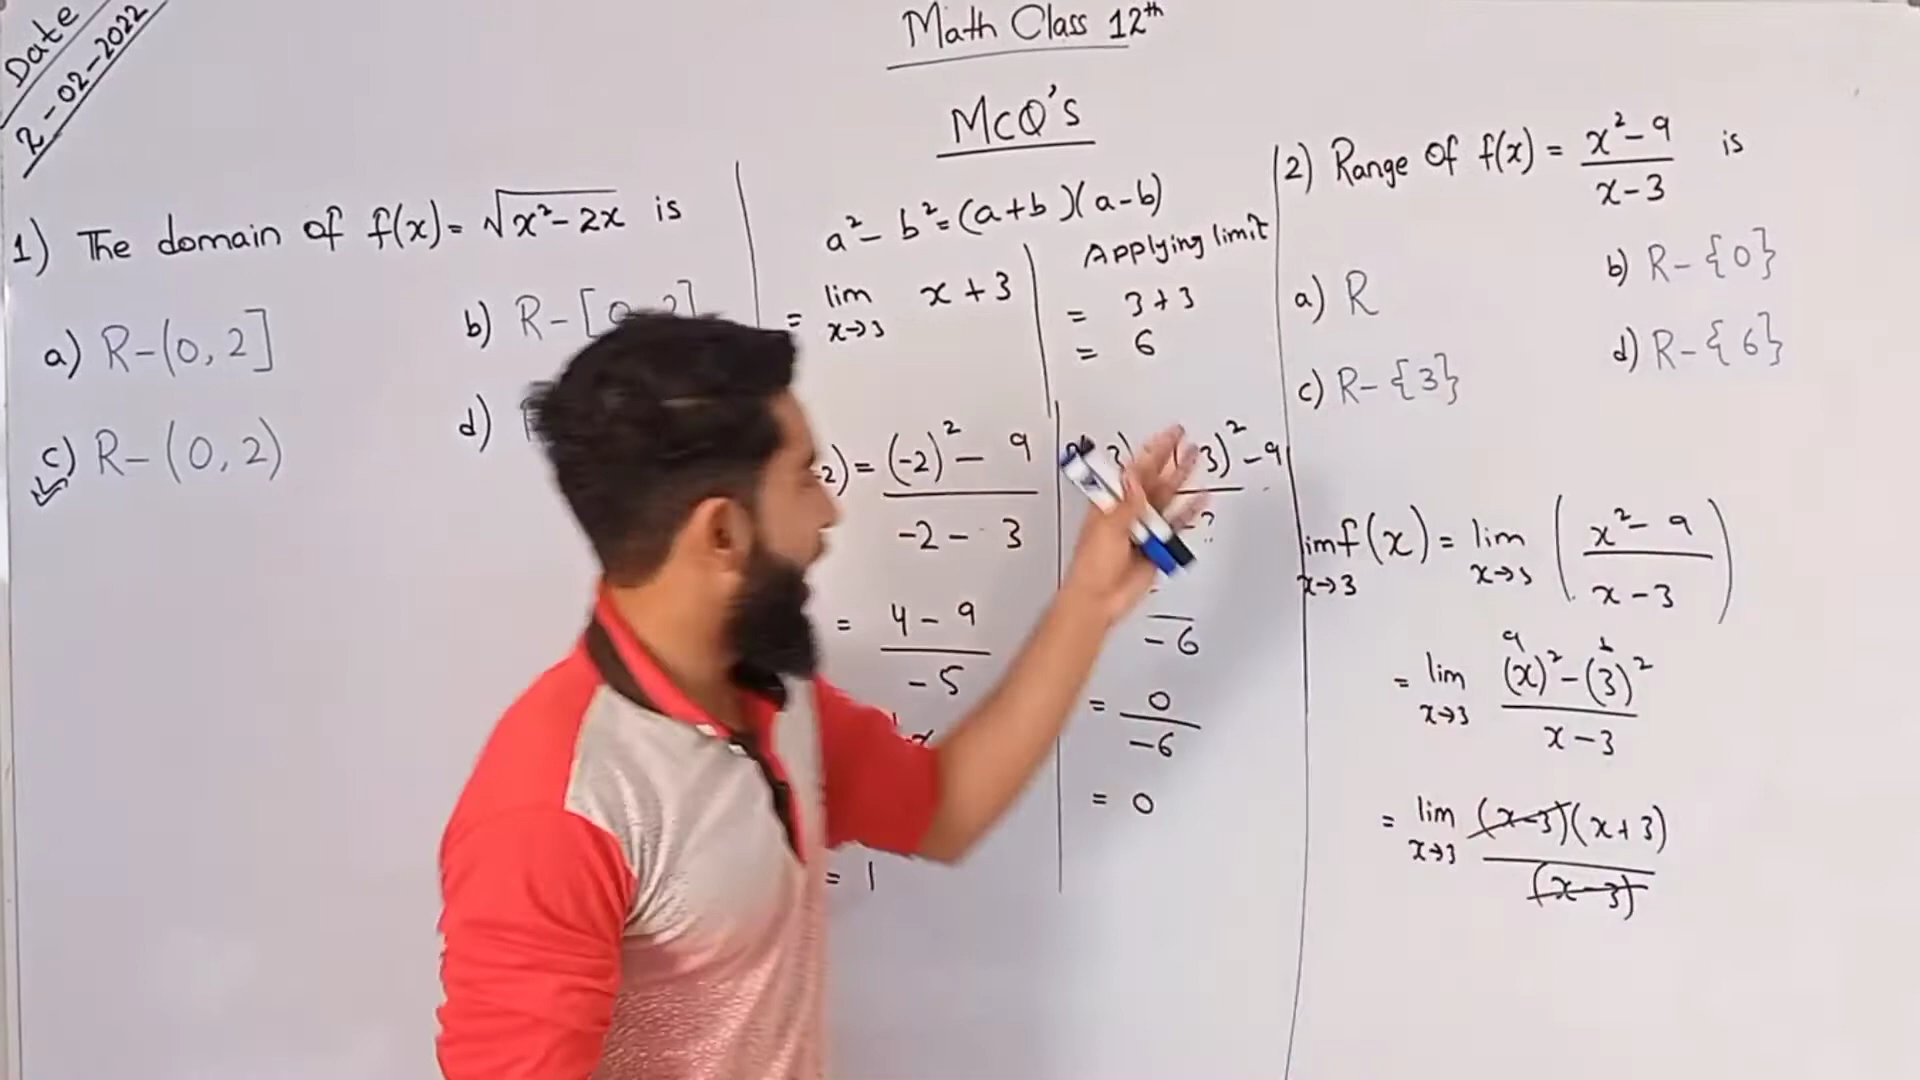 Date
2-02-2022
Math Class 12th
MCQ's
1) The domain of f(x) = √(x² - 2x) is
a) R-(0, 2]
b) R-[0, 2]
c) R-(0, 2)
d)
a² - b² = (a+b)(a-b)
= lim x→3 x + 3
Applying limit
= 3+3
= 6
-2) = ((-2)² - 9)/(-2 - 3)
= (4 - 9)/(-5)
= 1
3)² - 9
-6
= 0/(-6)
= 0
2) Range of f(x) = (x² - 9)/(x-3) is
a) R
b) R-{0}
c) R-{3}
d) R-{6}
lim x→3 f(x) = lim x→3 ((x² - 9)/(x - 3))
a b
= lim x→3 ((x)² - (3)²)/(x - 3)
= lim x→3 ((x-3)(x+3))/((x-3))